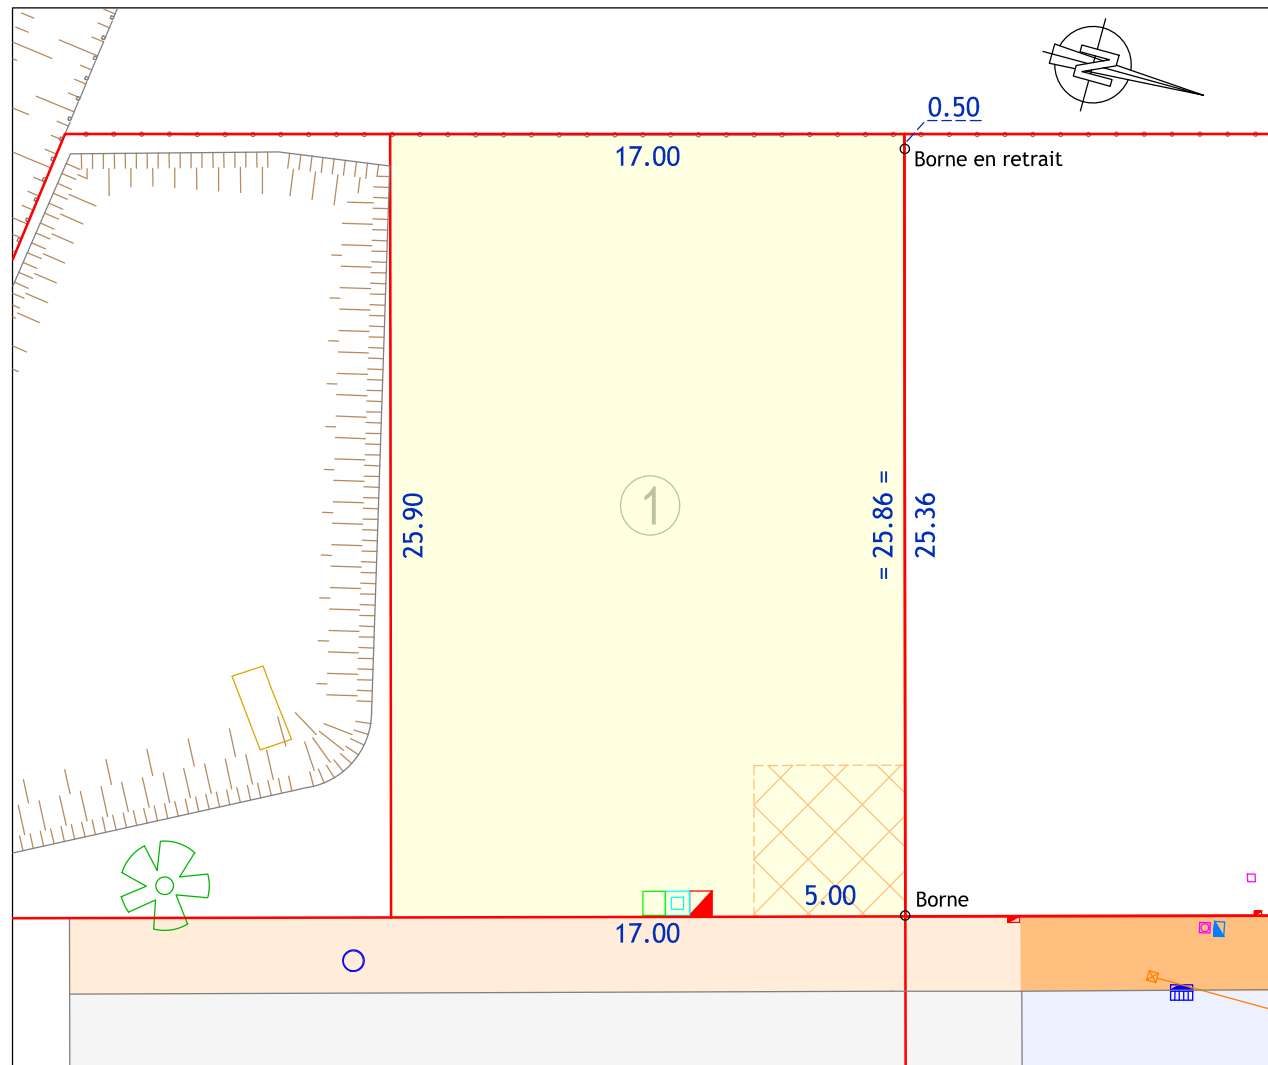 N
0.50
17.00
Borne en retrait
1
25.90
= 25.86 =
25.36
5.00
Borne
17.00